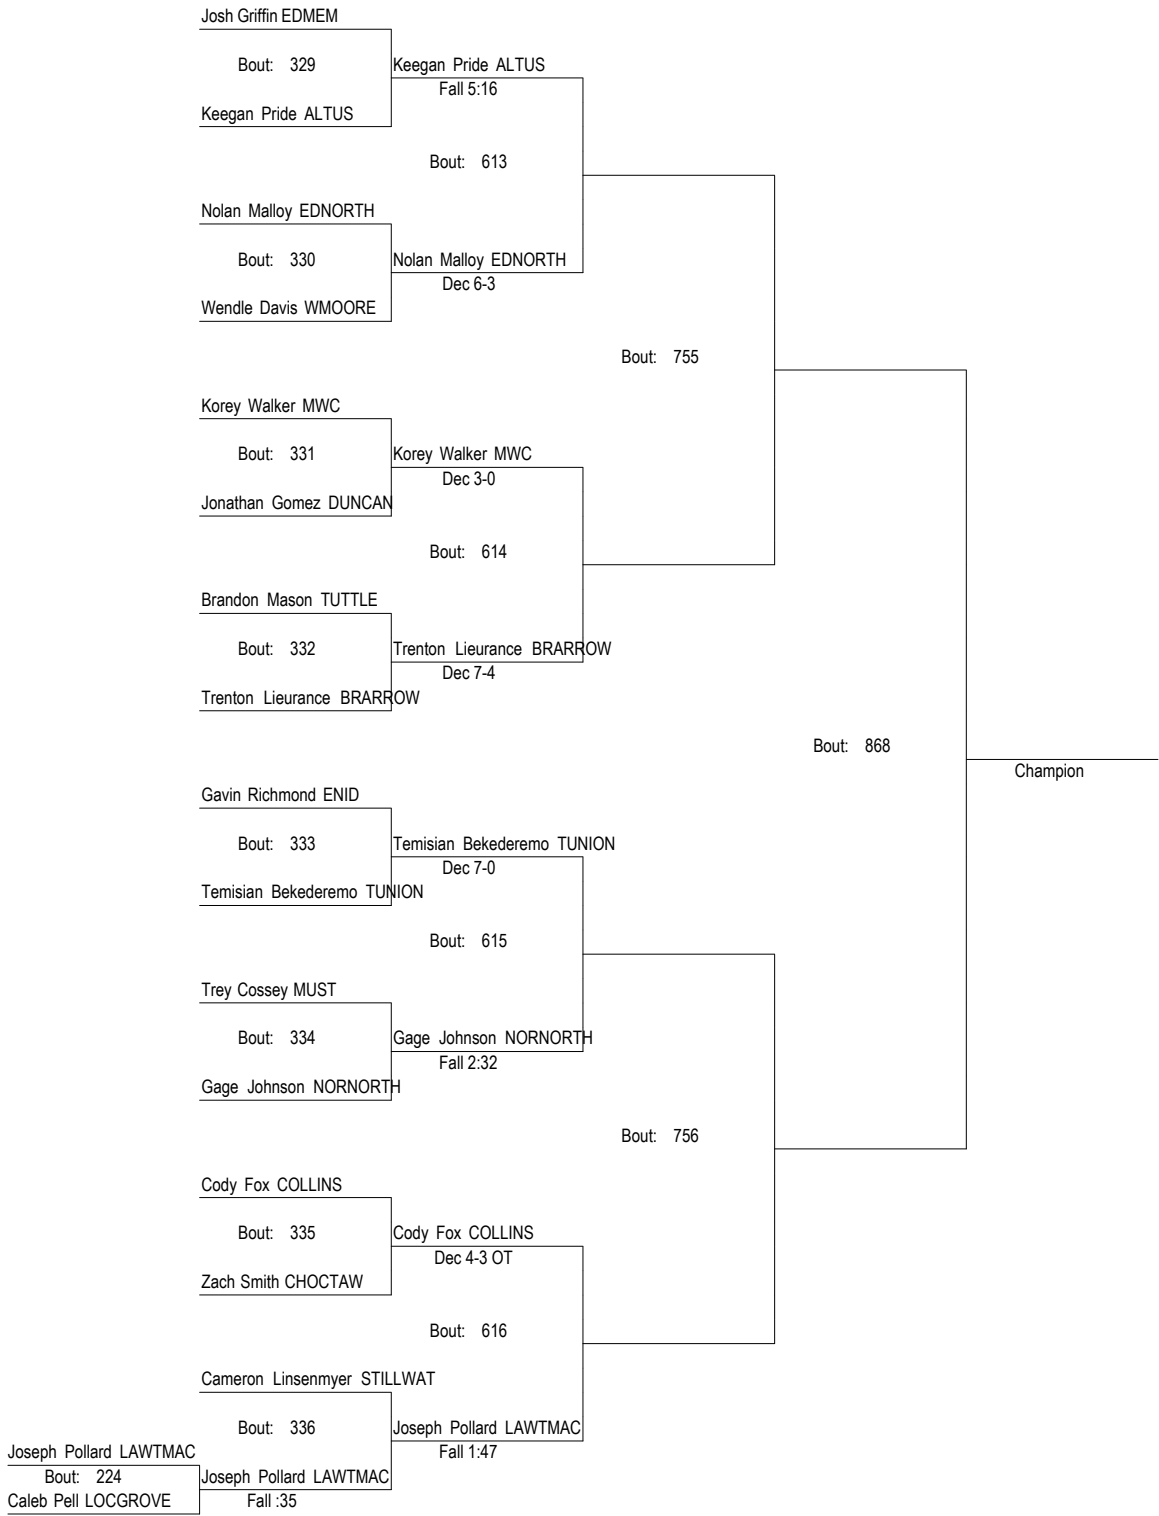 Josh Griffin EDMEM
Bout: 329
Keegan Pride ALTUS
Fall 5:16
Keegan Pride ALTUS
Bout: 613
Nolan Malloy EDNORTH
Bout: 330
Nolan Malloy EDNORTH
Dec 6-3
Wendle Davis WMOORE
Bout: 755
Korey Walker MWC
Bout: 331
Korey Walker MWC
Dec 3-0
Jonathan Gomez DUNCAN
Bout: 614
Brandon Mason TUTTLE
Bout: 332
Trenton Lieurance BRARROW
Dec 7-4
Trenton Lieurance BRARROW
Bout: 868
Champion
Gavin Richmond ENID
Bout: 333
Temisian Bekederemo TUNION
Dec 7-0
Temisian Bekederemo TUNION
Bout: 615
Trey Cossey MUST
Bout: 334
Gage Johnson NORNORTH
Fall 2:32
Gage Johnson NORNORTH
Bout: 756
Cody Fox COLLINS
Bout: 335
Cody Fox COLLINS
Dec 4-3 OT
Zach Smith CHOCTAW
Bout: 616
Cameron Linsenmyer STILLWAT
Bout: 336
Joseph Pollard LAWTMAC
Fall 1:47
Joseph Pollard LAWTMAC
Bout: 224
Joseph Pollard LAWTMAC
Caleb Pell LOCGROVE
Fall :35